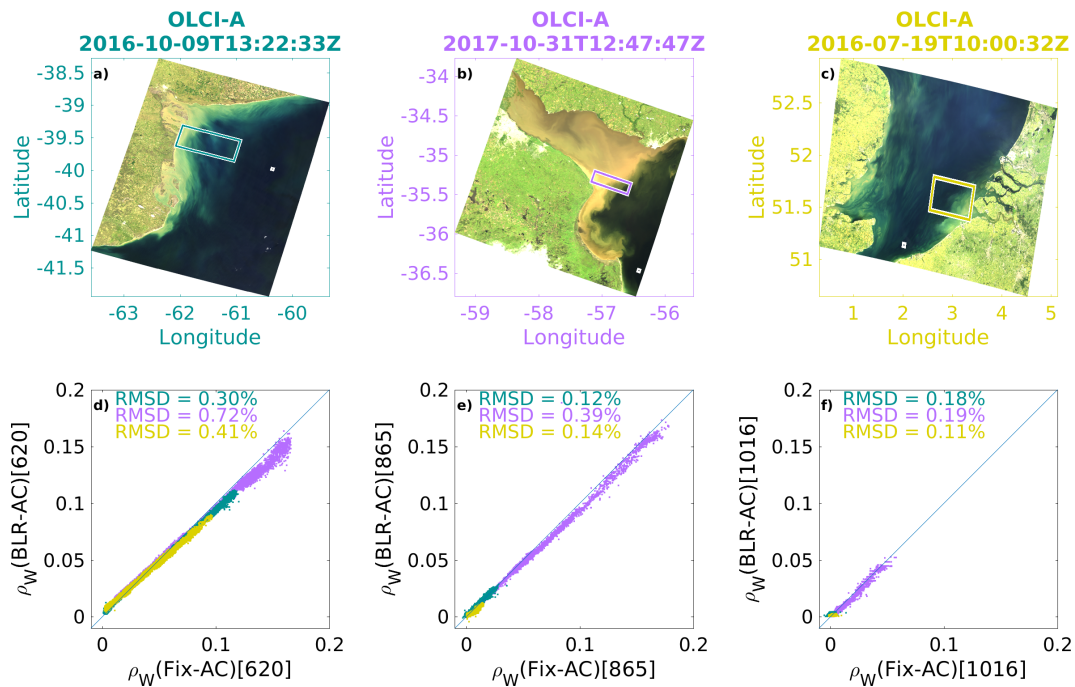 OLCI-A
2016-10-09T13:22:33Z
OLCI-A
2017-10-31T12:47:47Z
OLCI-A
2016-07-19T10:00:32Z
a)
-38.5
-39
-39.5
-40
-40.5
-41
-41.5
Latitude
-63
-62
-61
-60
Longitude
b)
-34
-34.5
-35
-35.5
-36
-36.5
Latitude
-59
-58
-57
-56
Longitude
c)
52.5
52
51.5
51
Latitude
1
2
3
4
5
Longitude
d)
RMSD = 0.30%
RMSD = 0.72%
RMSD = 0.41%
0.2
0.15
0.1
0.05
0
ρW(BLR-AC)[620]
0
0.1
0.2
ρW(Fix-AC)[620]
e)
RMSD = 0.12%
RMSD = 0.39%
RMSD = 0.14%
0.2
0.15
0.1
0.05
0
ρW(BLR-AC)[865]
0
0.1
0.2
ρW(Fix-AC)[865]
f)
RMSD = 0.18%
RMSD = 0.19%
RMSD = 0.11%
0.2
0.15
0.1
0.05
0
ρW(BLR-AC)[1016]
0
0.1
0.2
ρW(Fix-AC)[1016]